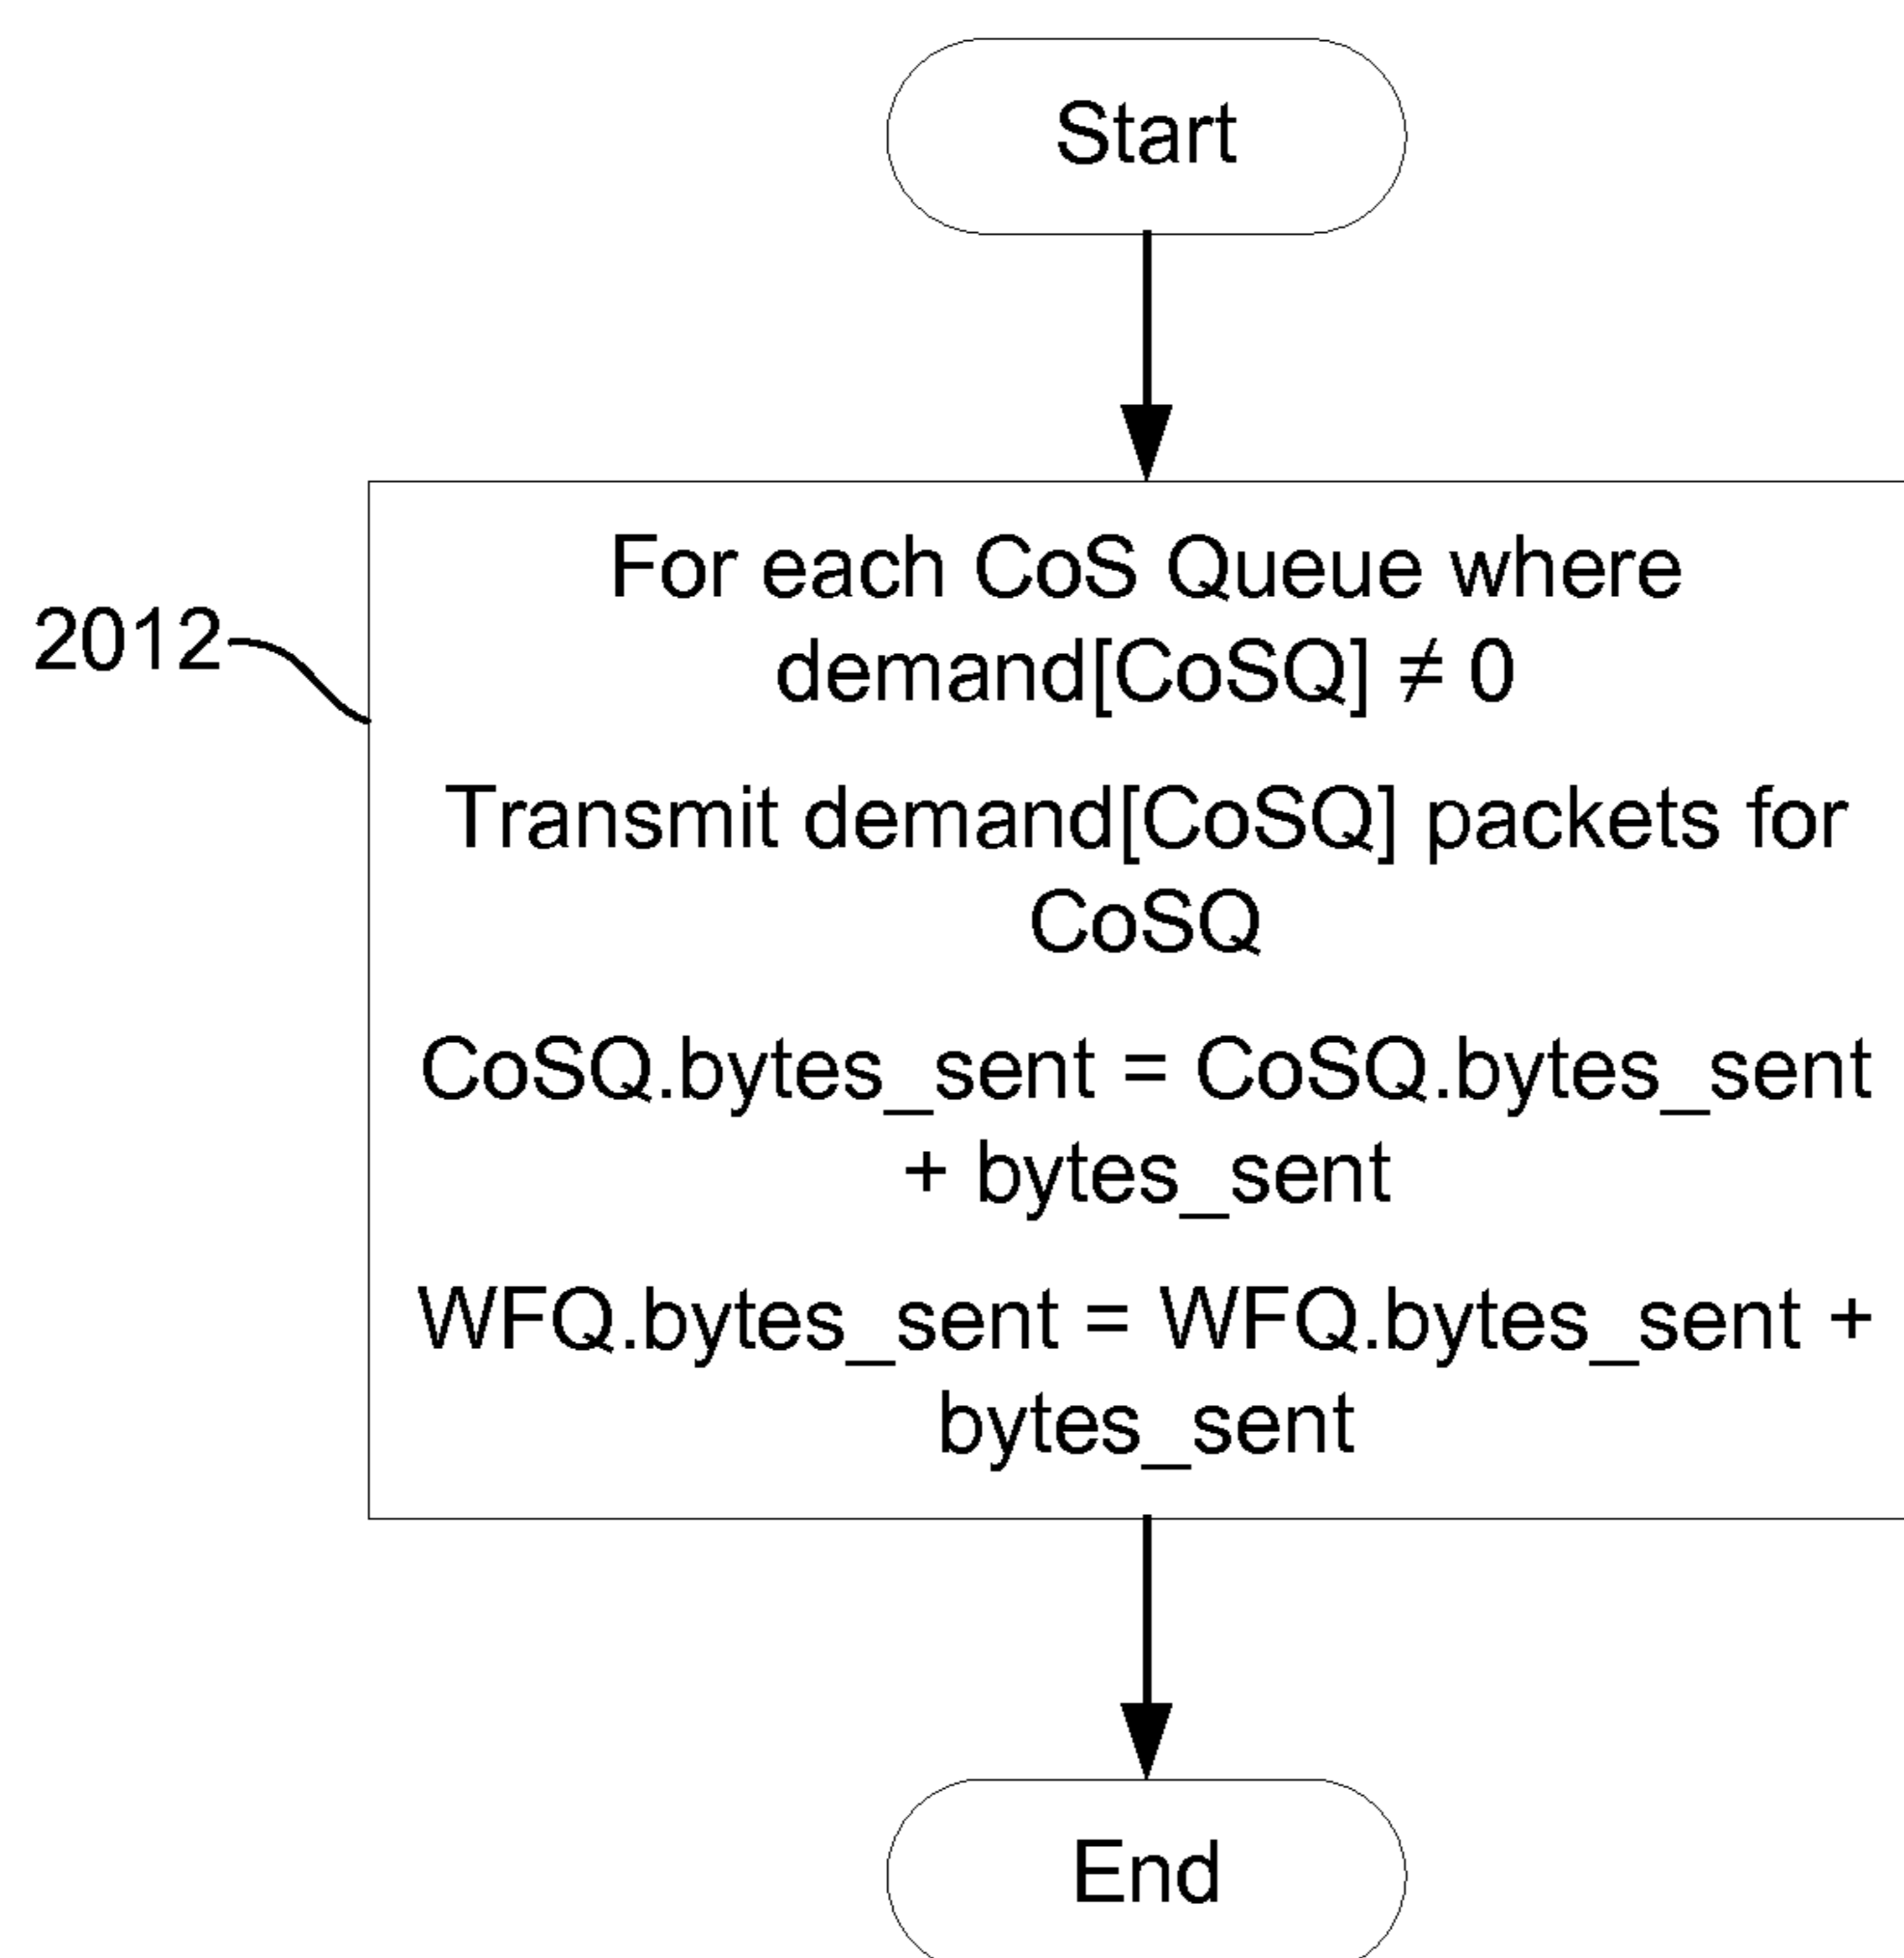 Start
For each CoS Queue where
demand[CoSQ] ≠ 0
2012
Transmit demand[CoSQ] packets for
CoSQ
CoSQ.bytes_sent = CoSQ.bytes_sent
+ bytes_sent
WFQ.bytes_sent = WFQ.bytes_sent +
bytes_sent
End